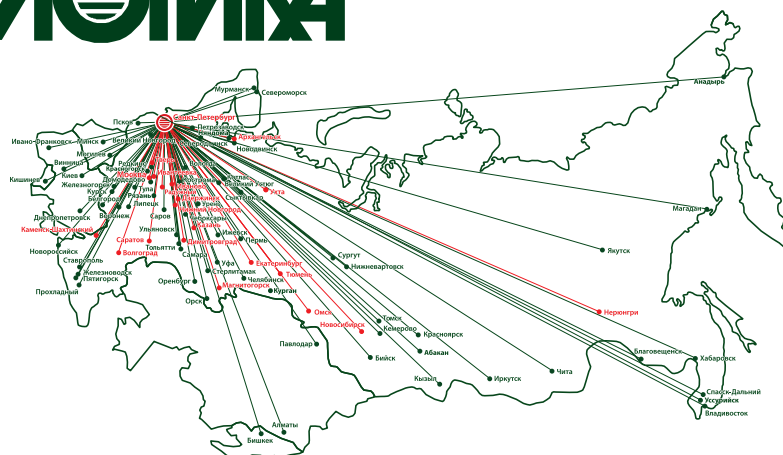 Анадырь
Мурманск
Североморск
Псков
Санкт-Петербург
Петрозаводск
Архангельск
Новодвинск
Ивано-Франковск
Минск
Великий Новгород
Могилев
Винница
Киев
Кишинев
Железногорск
Курск
Белгород
Тула
Рязань
Липецк
Великий Устюг
Сыктывкар
Ухта
Днепропетровск
Воронеж
Саров
Казань
Каменск-Шахтинский
Ульяновск
Ижевск
Пермь
Саратов
Димитровград
Тольятти
Волгоград
Самара
Новороссийск
Ставрополь
Железноводск
Пятигорск
Прохладный
Уфа
Стерлитамак
Екатеринбург
Тюмень
Челябинск
Магнитогорск
Курган
Оренбург
Орск
Сургут
Нижневартовск
Магадан
Якутск
Нерюнгри
Омск
Новосибирск
Томск
Кемерово
Красноярск
Павлодар
Абакан
Бийск
Кызыл
Иркутск
Чита
Благовещенск
Хабаровск
Спасск-Дальний
Уссурийск
Владивосток
Алматы
Бишкек